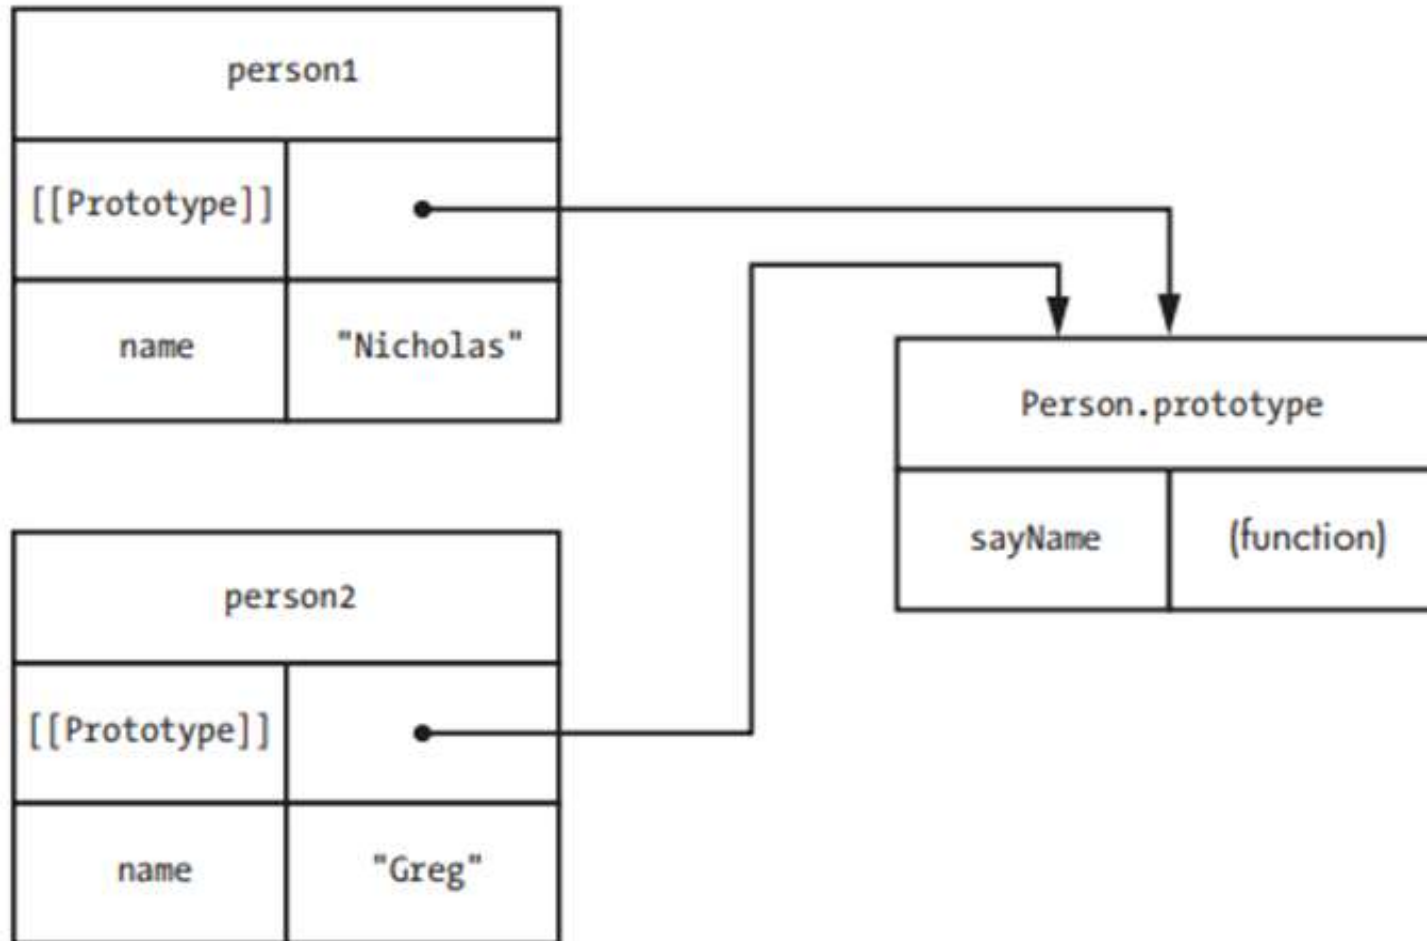 person1
[[Prototype]]
name "Nicholas"
Person.prototype
sayName (function)
person2
[[Prototype]]
name "Greg"